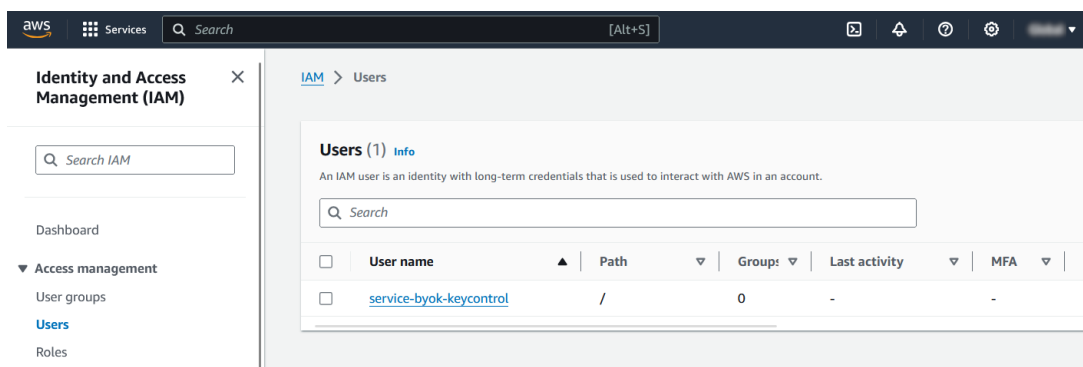 aws Services Search [Alt+S]
Identity and Access
Management (IAM)
Search IAM
Dashboard
Access management
User groups
Users
Roles
IAM > Users
Users (1) Info
An IAM user is an identity with long-term credentials that is used to interact with AWS in an account.
Search
User name Path Groups Last activity MFA
service-byok-keycontrol / 0 - -